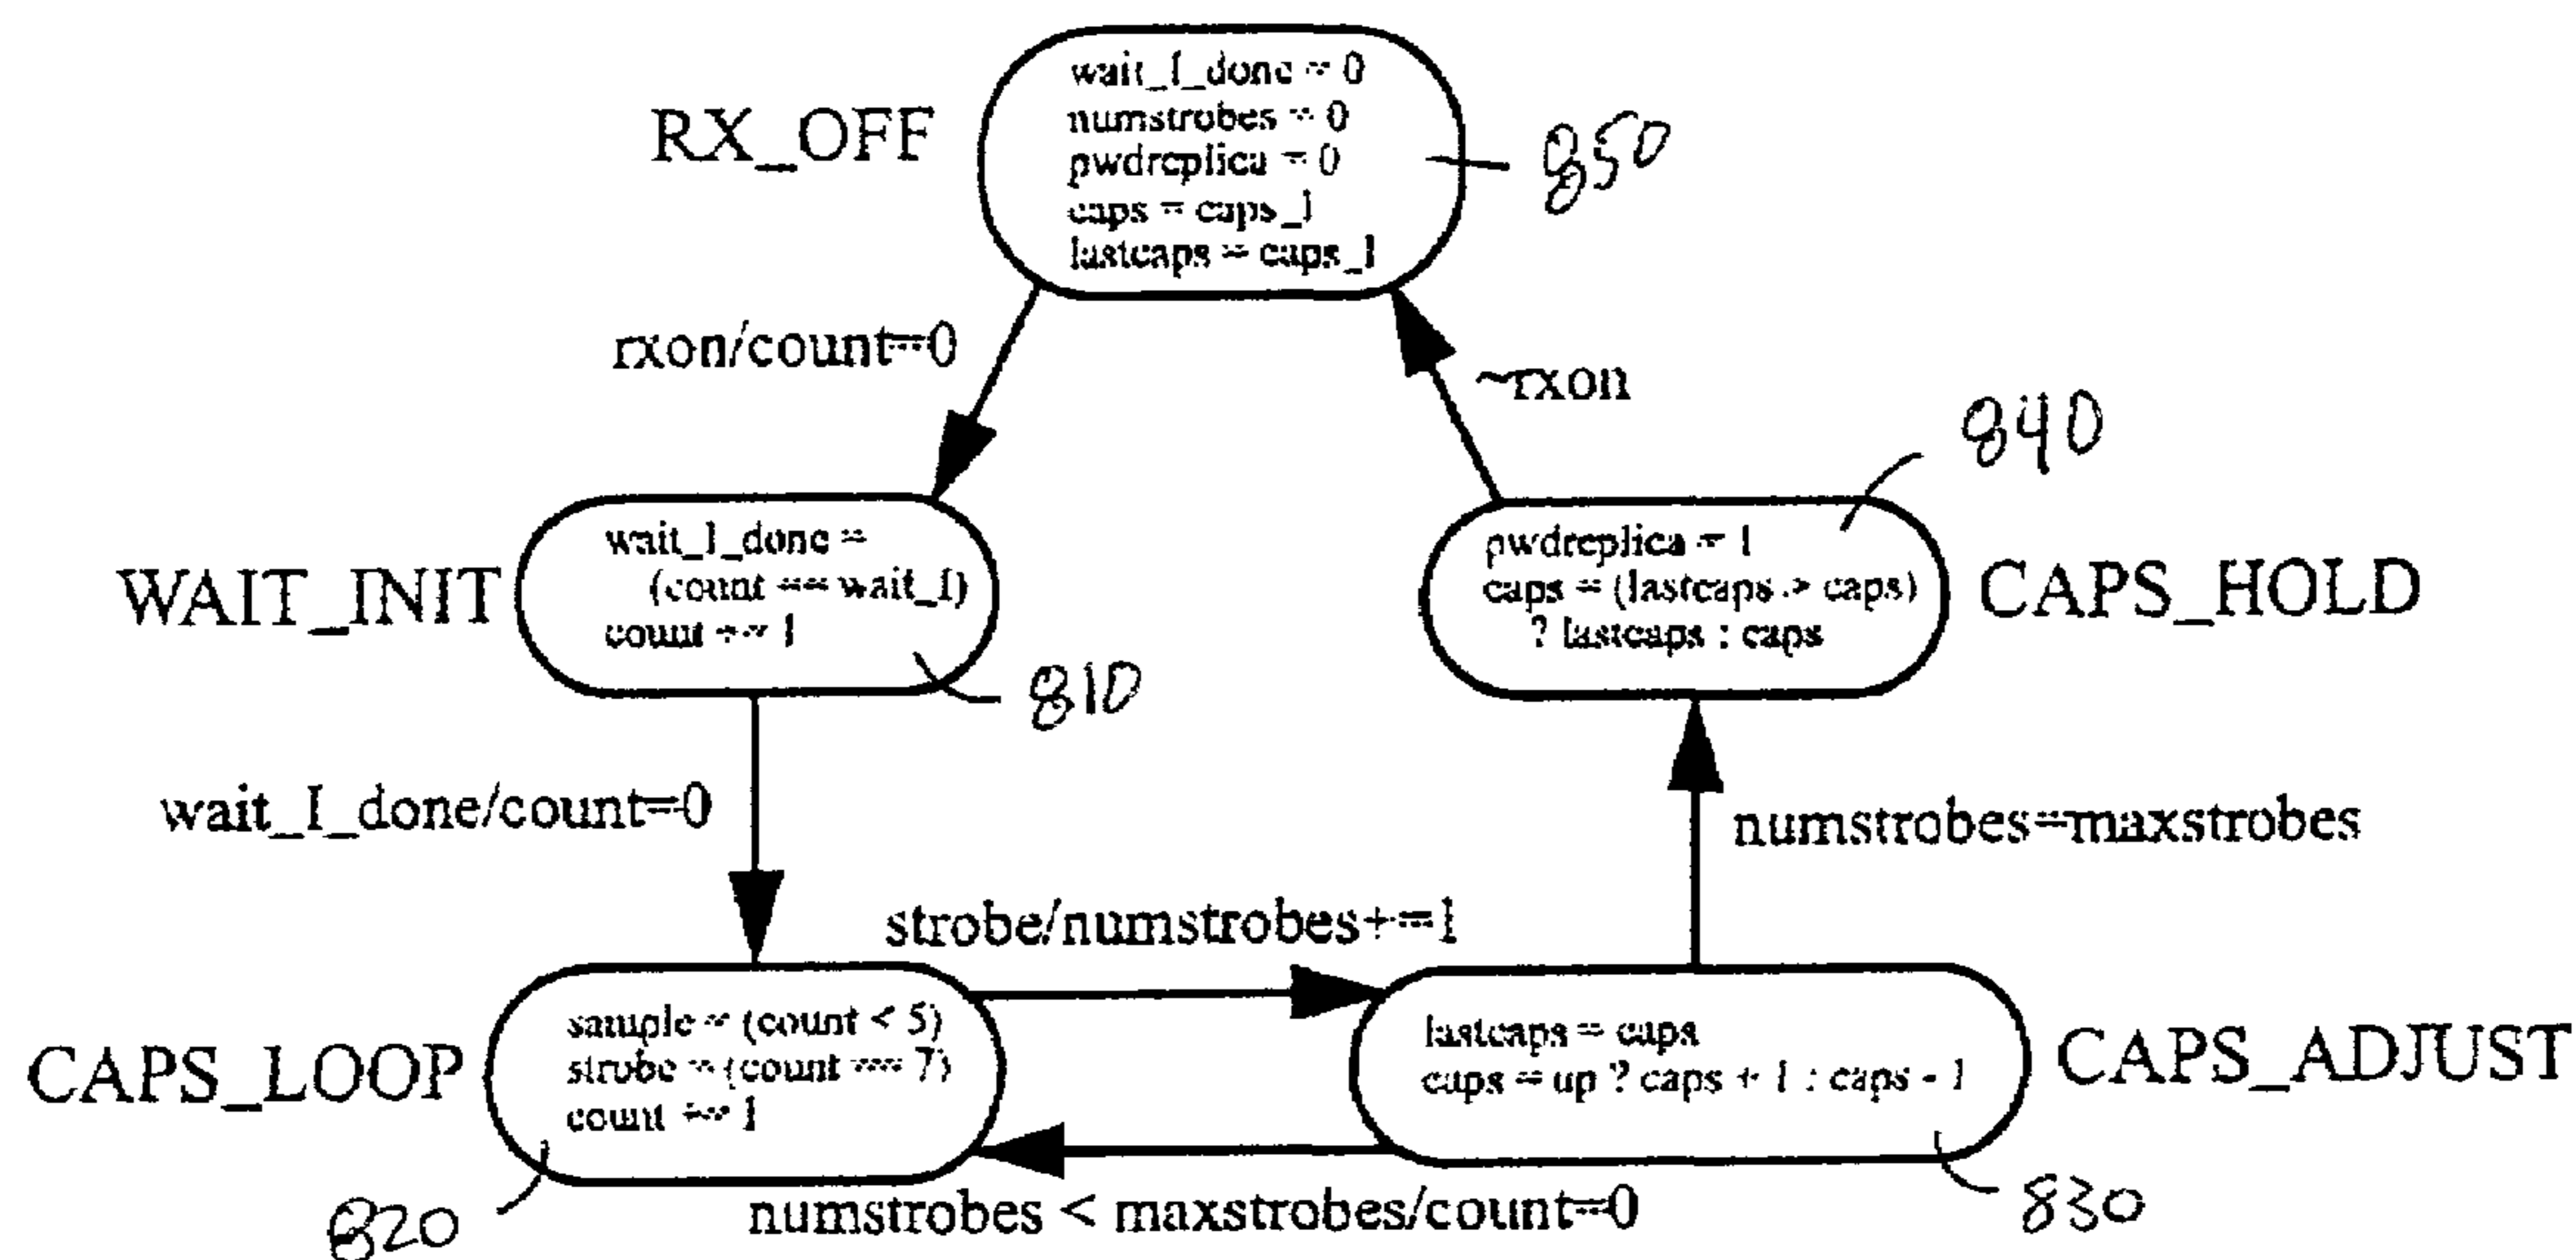 RX_OFF
wait_I_done = 0
numstrobes = 0
pwdreplica = 0
caps = caps_I
lastcaps = caps_I
850
rxon/count=0
~rxon
840
WAIT_INIT
wait_I_done =
(count == wait_I)
count += 1
810
pwdreplica = 1
caps = (lastcaps > caps)
? lastcaps : caps
CAPS_HOLD
wait_I_done/count=0
numstrobes=maxstrobes
strobe/numstrobes+=1
CAPS_LOOP
sample = (count < 5)
strobe = (count == 7)
count += 1
820
lastcaps = caps
caps = up ? caps + 1 : caps - 1
CAPS_ADJUST
830
numstrobes < maxstrobes/count=0